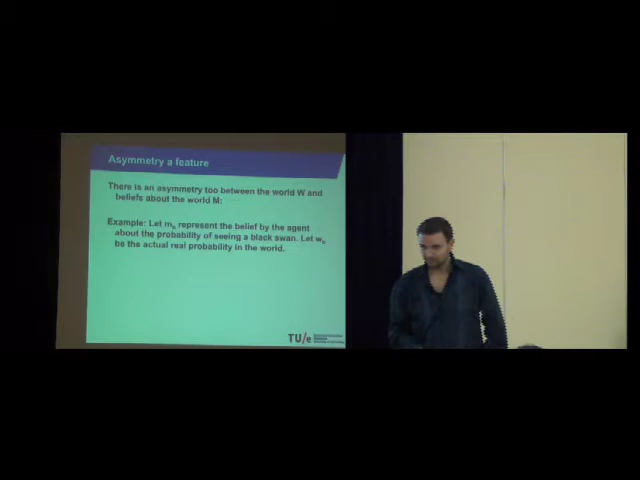 Asymmetry a feature
There is an asymmetry too between the world W and
beliefs about the world M:
Example: Let mb represent the belief by the agent
about the probability of seeing a black swan. Let wb
be the actual real probability in the world.
TU/e